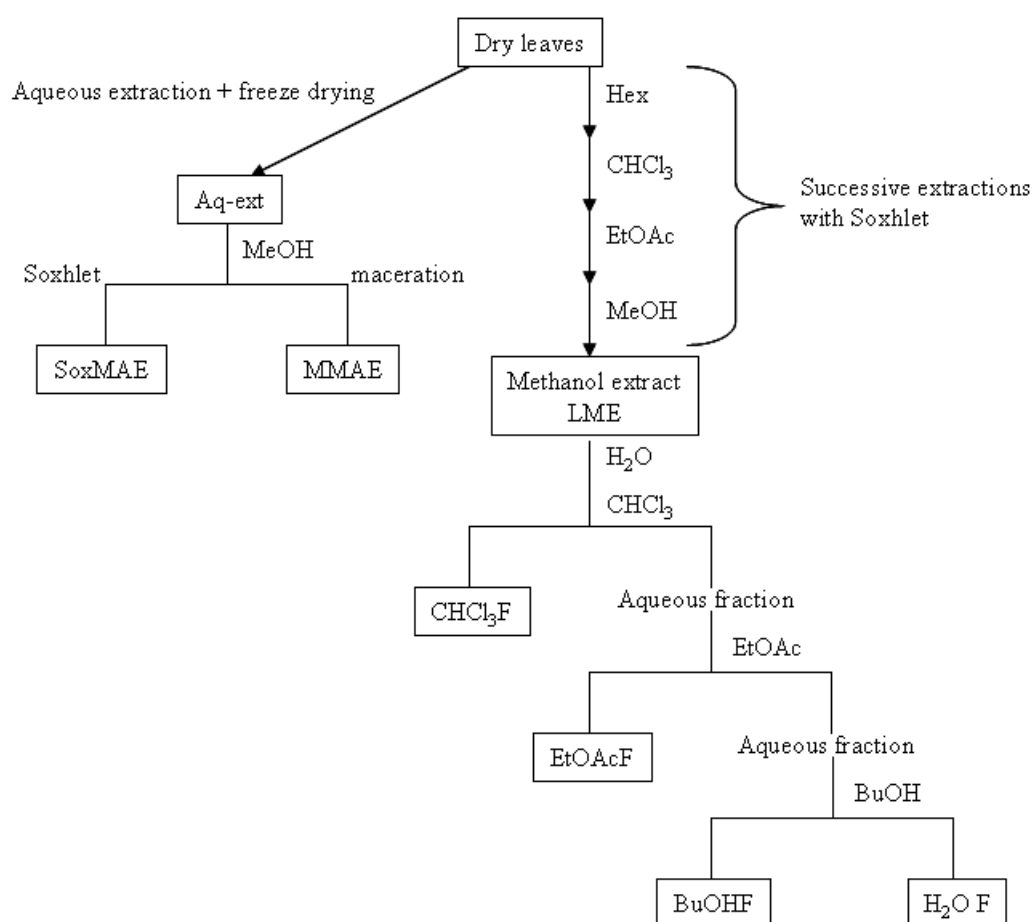 Dry leaves
Aqueous extraction + freeze drying
Hex
CHCl₃
EtOAc
MeOH
Successive extractions
with Soxhlet
Aq-ext
MeOH
Soxhlet
maceration
SoxMAE
MMAE
Methanol extract
LME
H₂O
CHCl₃
CHCl₃F
Aqueous fraction
EtOAc
EtOAcF
Aqueous fraction
BuOH
BuOHF
H₂O F